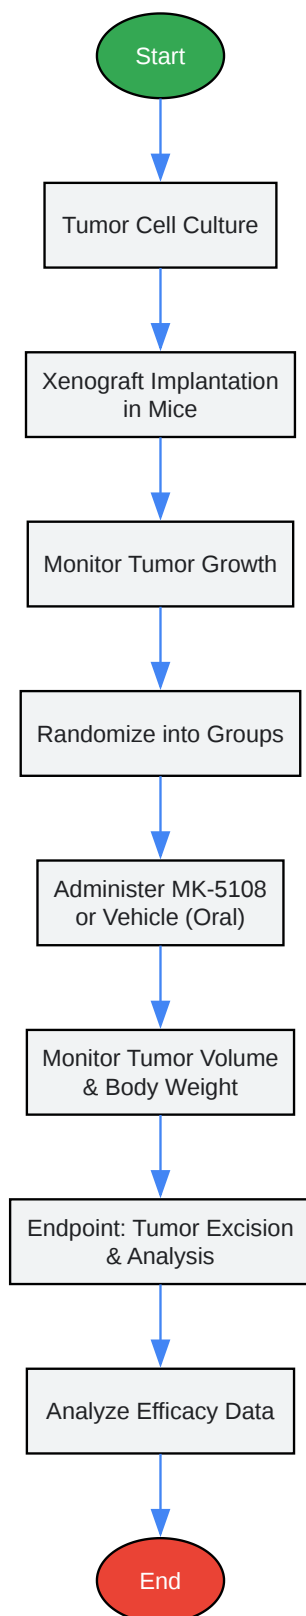 Start
Tumor Cell Culture
Xenograft Implantation
in Mice
Monitor Tumor Growth
Randomize into Groups
Administer MK-5108
or Vehicle (Oral)
Monitor Tumor Volume
& Body Weight
Endpoint: Tumor Excision
& Analysis
Analyze Efficacy Data
End